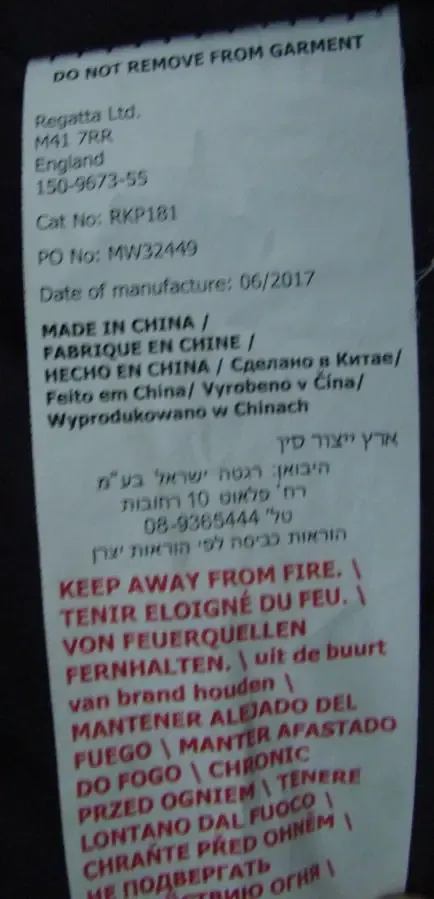 DO NOT REMOVE FROM GARMENT
Regatta Ltd.
M41 7RR
England
150-9673-55
Cat No: RKP181
PO No: MW32449
Date of manufacture: 06/2017
MADE IN CHINA /
FABRIQUE EN CHINE /
HECHO EN CHINA / Сделано в Китае/
Feito em China/ Vyrobeno v Čína/
Wyprodukowano w Chinach
ארץ ייצור סין
היבואן: רגטה ישראל בע"מ
רח' פלאוט 10 רחובות
טל' 08-9365444
הוראות כביסה לפי הוראות יצרן
KEEP AWAY FROM FIRE. \
TENIR ELOIGNÉ DU FEU. \
VON FEUERQUELLEN
FERNHALTEN. \ uit de buurt
van brand houden \
MANTENER ALEJADO DEL
FUEGO \ MANTER AFASTADO
DO FOGO \ CHRONIC
PRZED OGNIEM \ TENERE
LONTANO DAL FUOCO \
CHRAŇTE PŘED OHNĚM \
НЕ ПОДВЕРГАТЬ
ОГНЯ \